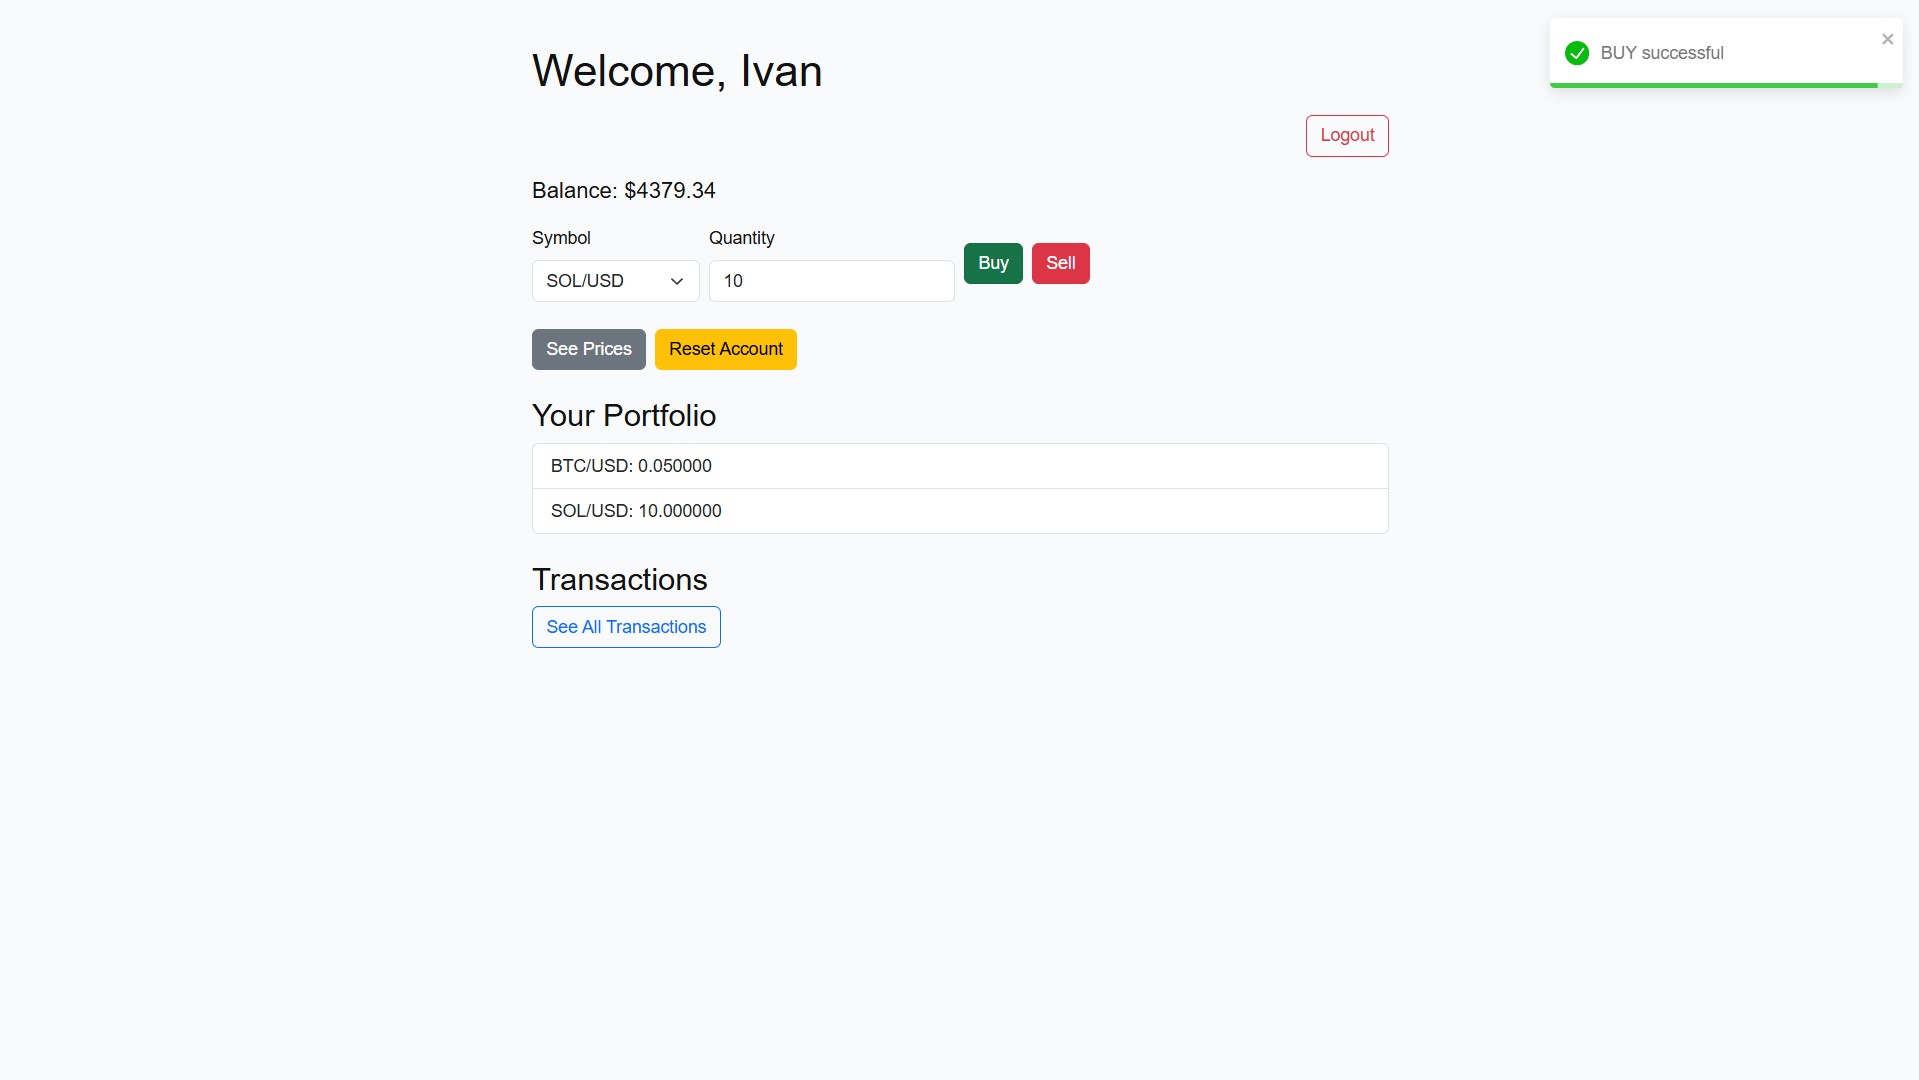 Welcome, Ivan
BUY successful
Logout
Balance: $4379.34
Symbol
Quantity
SOL/USD
10
Buy
Sell
See Prices
Reset Account
Your Portfolio
BTC/USD: 0.050000
SOL/USD: 10.000000
Transactions
See All Transactions